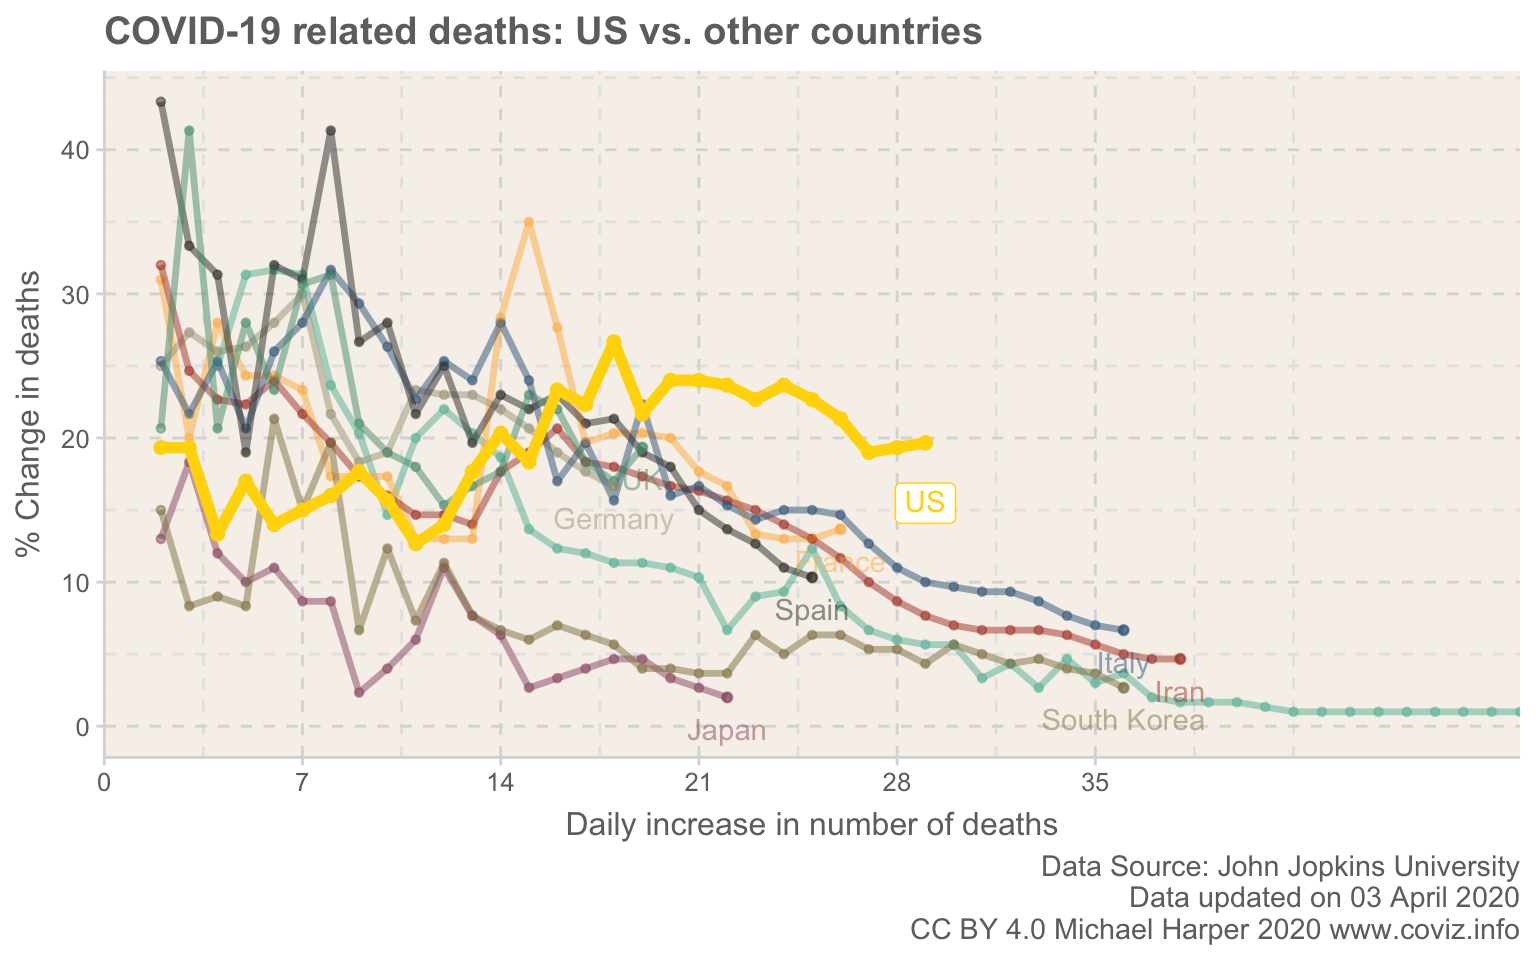 COVID-19 related deaths: US vs. other countries
% Change in deaths
40
30
20
10
0
UK
Germany
US
France
Spain
Italy
Iran
South Korea
Japan
0 7 14 21 28 35
Daily increase in number of deaths
Data Source: John Jopkins University
Data updated on 03 April 2020
CC BY 4.0 Michael Harper 2020 www.coviz.info